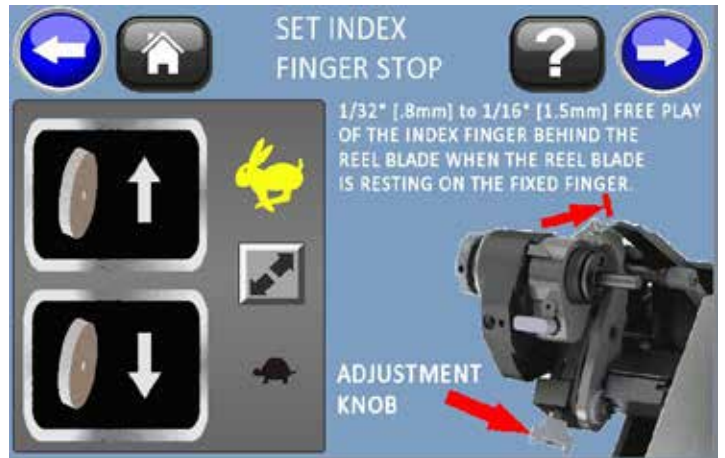 SET INDEX
FINGER STOP
?
1/32" [.8mm] to 1/16" [1.5mm] FREE PLAY
OF THE INDEX FINGER BEHIND THE
REEL BLADE WHEN THE REEL BLADE
IS RESTING ON THE FIXED FINGER.
ADJUSTMENT
KNOB